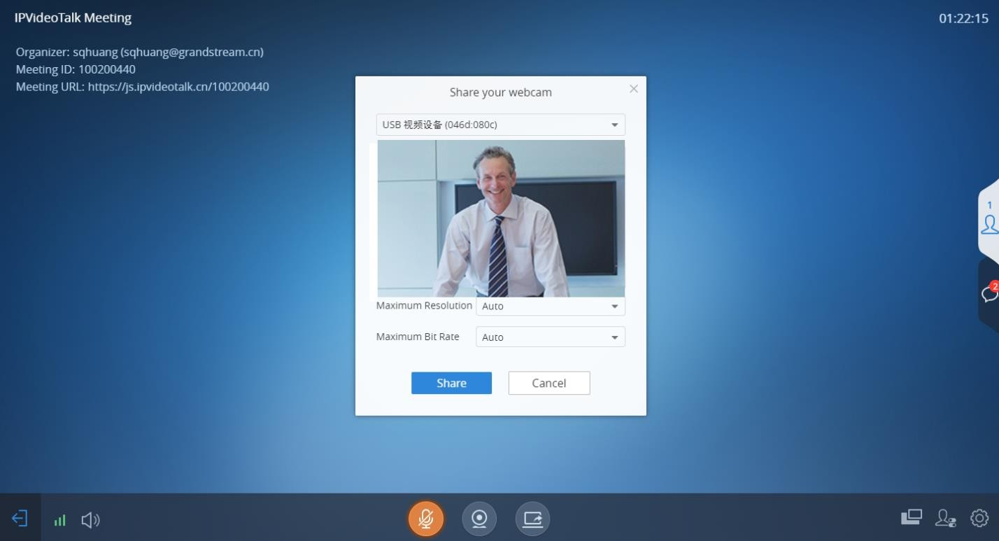 IPVideoTalk Meeting
01:22:15
Organizer: sqhuang (sqhuang@grandstream.cn)
Meeting ID: 100200440
Meeting URL: https://js.ipvideotalk.cn/100200440
Share your webcam
USB 视频设备 (046d:080c)
Maximum Resolution Auto
Maximum Bit Rate Auto
Share Cancel
1
2